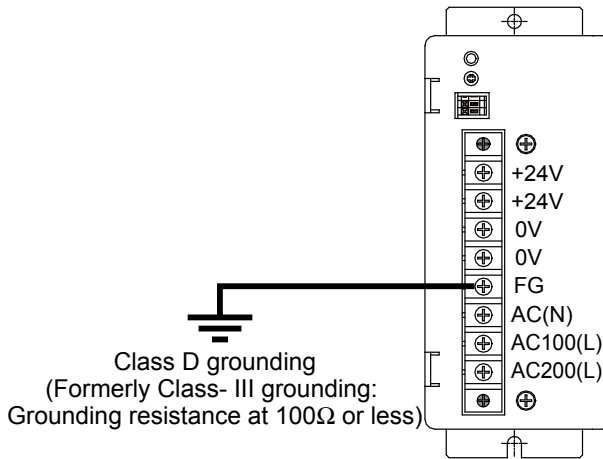 +24V
+24V
0V
0V
FG
AC(N)
AC100(L)
AC200(L)
Class D grounding
(Formerly Class- III grounding:
Grounding resistance at 100Ω or less)